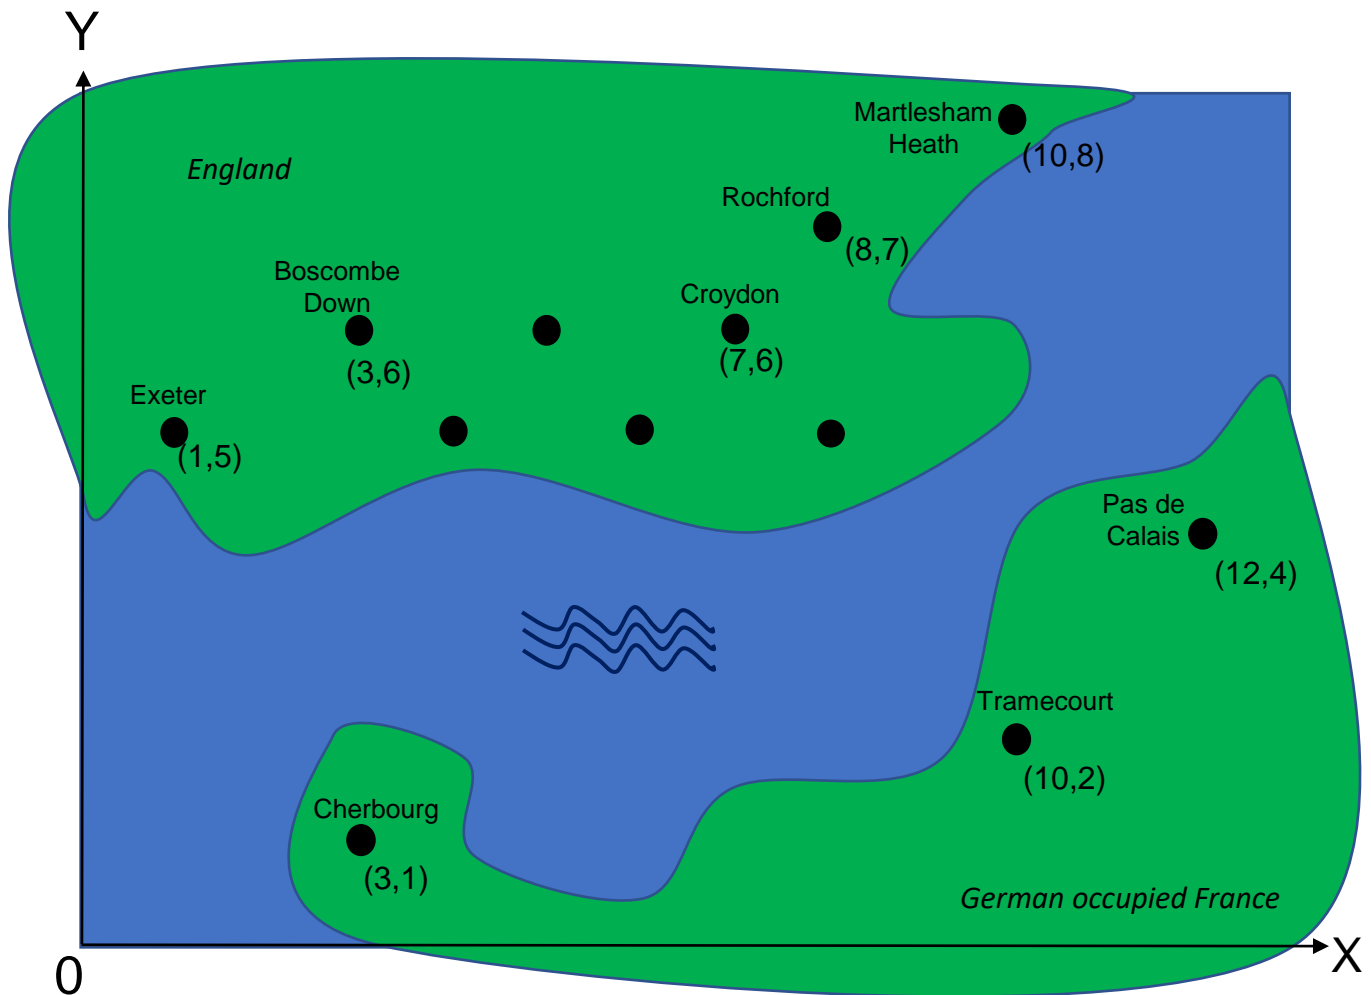 Y
Martlesham
Heath
(10,8)
England
Rochford
(8,7)
Boscombe
Down
(3,6)
Croydon
(7,6)
Exeter
(1,5)
Pas de
Calais
(12,4)
Tramecourt
(10,2)
Cherbourg
(3,1)
German occupied France
0
X